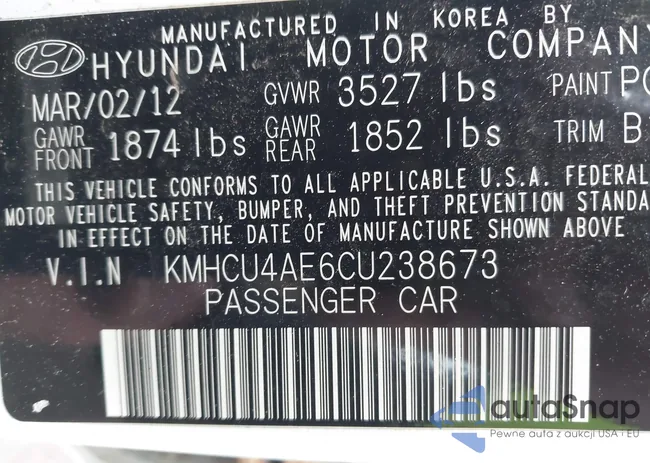 MANUFACTURED IN KOREA BY
HYUNDAI MOTOR COMPANY
MAR/02/12 GVWR 3527 lbs PAINT
GAWR FRONT 1874 lbs GAWR REAR 1852 lbs TRIM B
THIS VEHICLE CONFORMS TO ALL APPLICABLE U.S.A. FEDERAL
MOTOR VEHICLE SAFETY, BUMPER, AND THEFT PREVENTION STANDA
IN EFFECT ON THE DATE OF MANUFACTURE SHOWN ABOVE
V.I.N KMHCU4AE6CU238673
PASSENGER CAR
autoSnap
Pewne auta z aukcji USA i EU